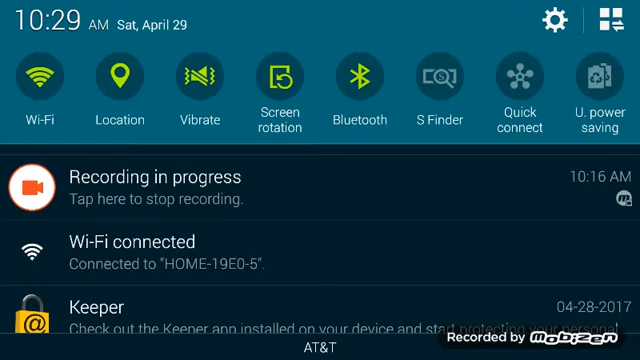 10:29 AM Sat, April 29
Wi-Fi
Location
Vibrate
Screen
rotation
Bluetooth
S Finder
Quick
connect
U. power
saving
Recording in progress 10:16 AM
Tap here to stop recording.
Wi-Fi connected
Connected to "HOME-19E0-5".
Keeper 04-28-2017
Check out the Keeper app installed on your device and start protecting your personal
Recorded by mobizen
AT&T